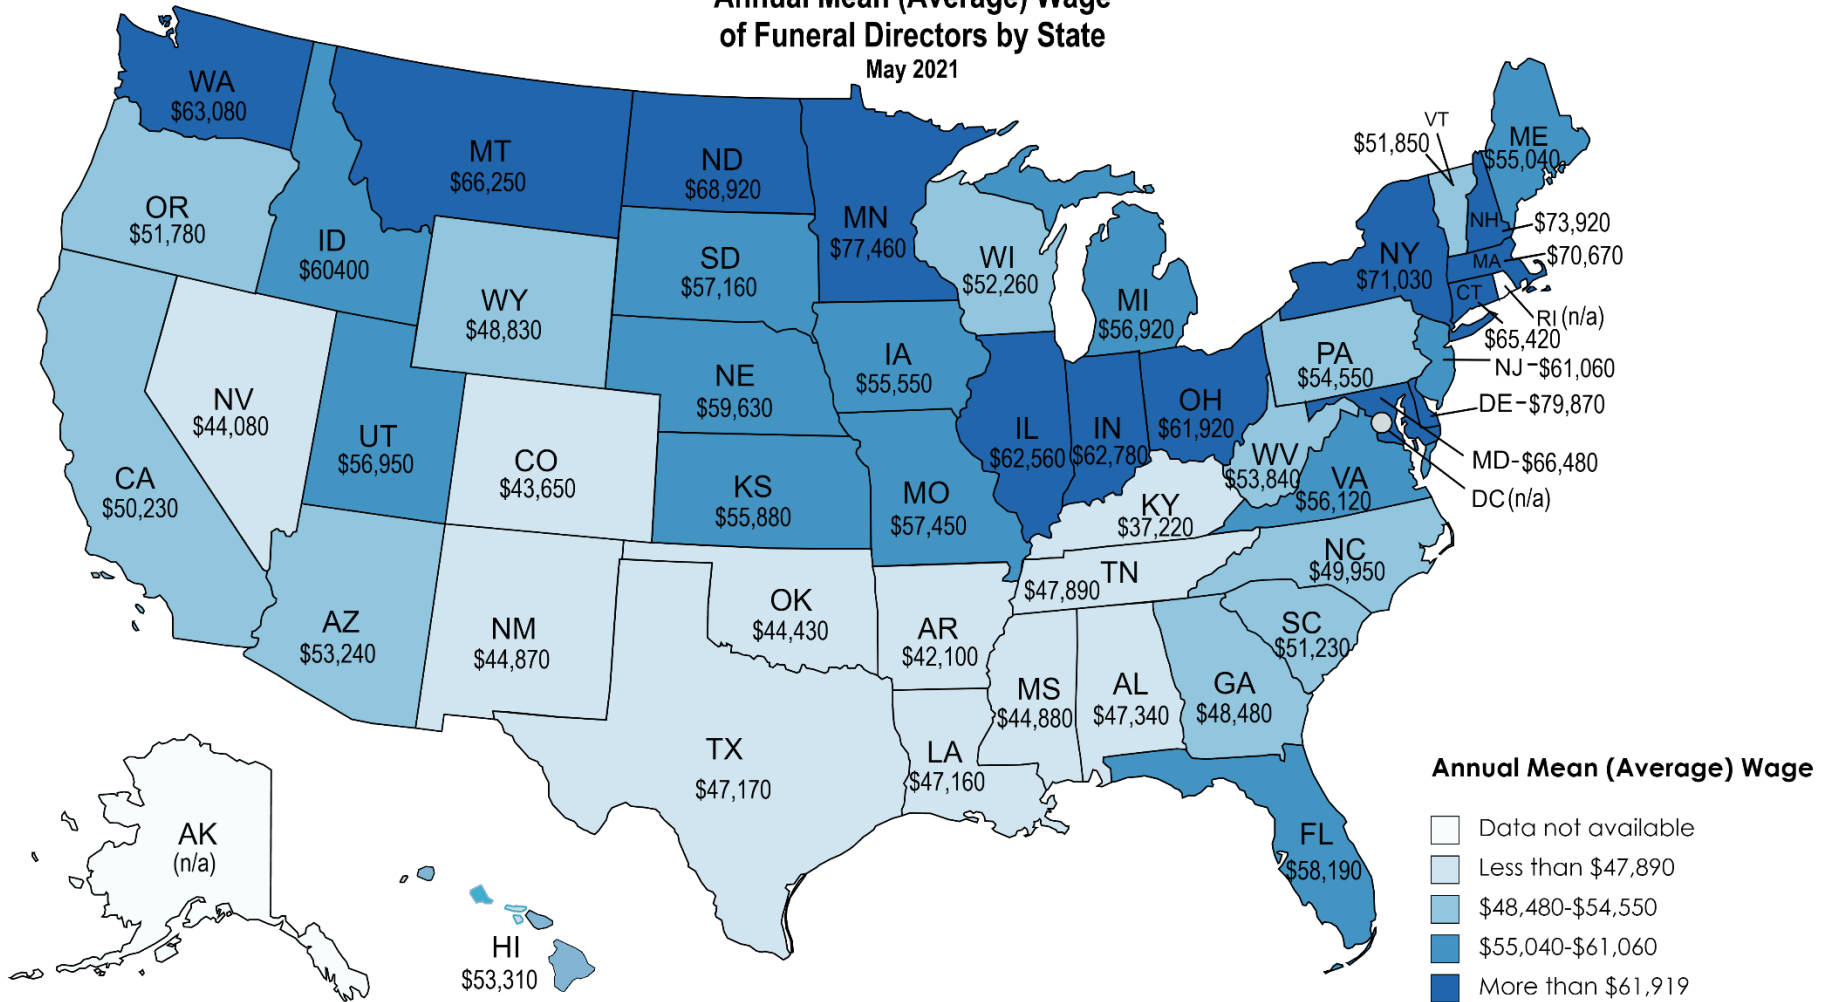 Annual Mean (Average) Wage
of Funeral Directors by State
May 2021
WA
$63,080
MT
$66,250
ND
$68,920
MN
$77,460
OR
$51,780
ID
$60400
SD
$57,160
WY
$48,830
WI
$52,260
MI
$56,920
VT
$51,850
ME
$55,040
NH
$73,920
NY
$71,030
MA
$70,670
CT
$65,420
RI (n/a)
NJ-$61,060
PA
$54,550
DE-$79,870
MD-$66,480
DC (n/a)
NV
$44,080
UT
$56,950
CO
$43,650
NE
$59,630
IA
$55,550
IL
$62,560
IN
$62,780
OH
$61,920
WV
$53,840
VA
$56,120
CA
$50,230
KS
$55,880
MO
$57,450
KY
$37,220
NC
$49,950
TN
$47,890
SC
$51,230
AZ
$53,240
NM
$44,870
OK
$44,430
AR
$42,100
MS
$44,880
AL
$47,340
GA
$48,480
TX
$47,170
LA
$47,160
FL
$58,190
AK
(n/a)
HI
$53,310
Annual Mean (Average) Wage
Data not available
Less than $47,890
$48,480-$54,550
$55,040-$61,060
More than $61,919